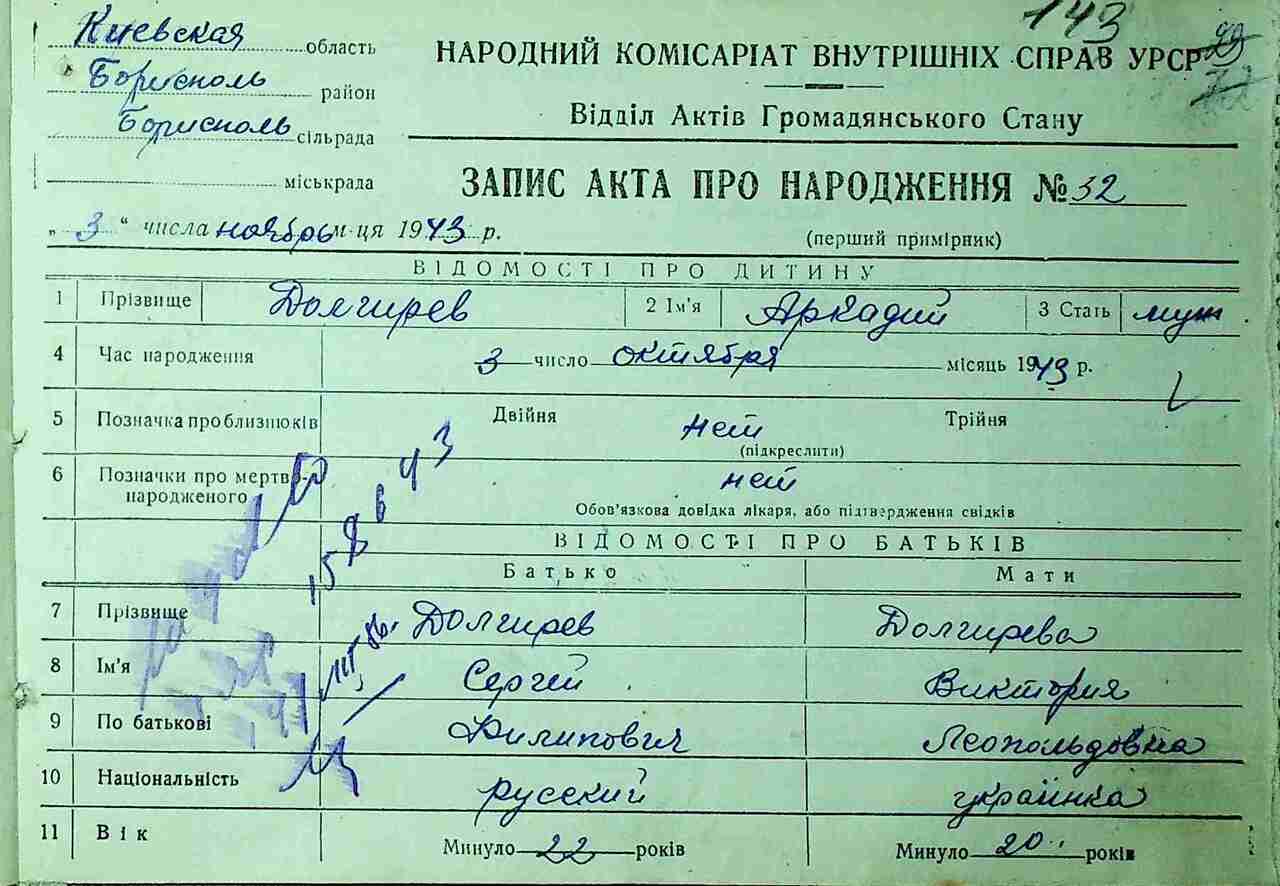 143
Киевская область
Борисполь район
Борисполь сільрада
міськрада
НАРОДНИЙ КОМІСАРІАТ ВНУТРІШНІХ СПРАВ УРСР
Відділ Актів Громадянського Стану
ЗАПИС АКТА ПРО НАРОДЖЕННЯ № 32
„ 3 “ числа ноябрь м-ця 1943 р.
(перший примірник)
ВІДОМОСТІ ПРО ДИТИНУ
1 Прізвище Долгирев 2 Ім'я Аркадий 3 Стать муж.
4 Час народження 3 число октября місяць 1943 р.
5 Позначка про близнюків Двійня нет Трійня
(підкреслити)
6 Позначки про мертво-народженого нет
Обов'язкова довідка лікаря, або підтвердження свідків
ВІДОМОСТІ ПРО БАТЬКІВ
Батько Мати
7 Прізвище Долгирев Долгирева
8 Ім'я Сергей Виктория
9 По батькові Филипович Леопольдовна
10 Національність русский украинка
11 Вік Минуло 22 років Минуло 20 років